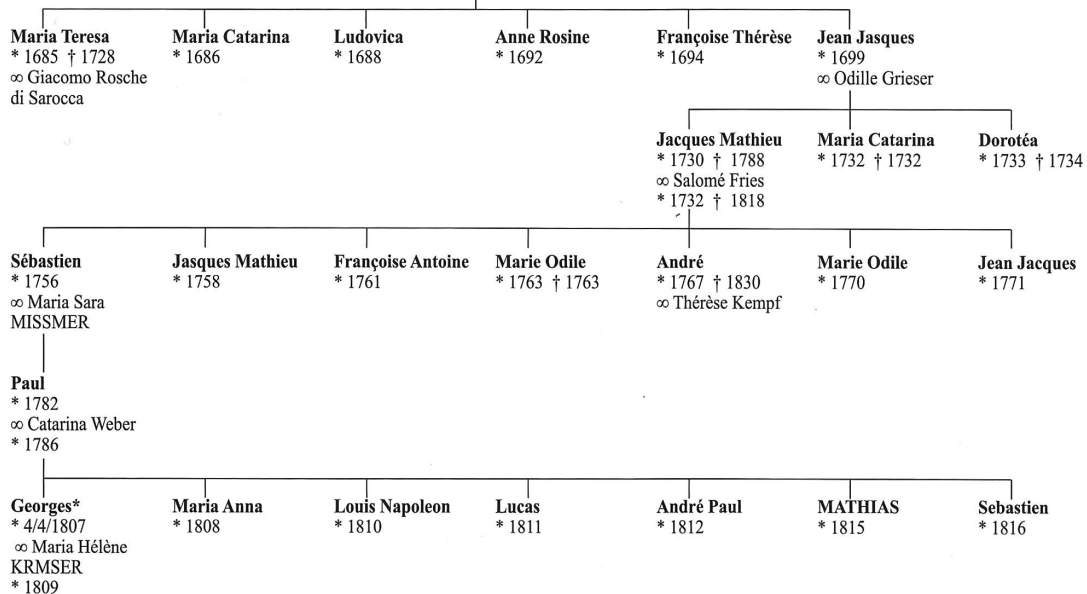 Maria Teresa
* 1685 † 1728
∞ Giacomo Rosche
di Sarocca
Maria Catarina
* 1686
Ludovica
* 1688
Anne Rosine
* 1692
Françoise Thérèse
* 1694
Jean Jasques
* 1699
∞ Odille Grieser
Jacques Mathieu
* 1730 † 1788
∞ Salomé Fries
* 1732 † 1818
Maria Catarina
* 1732 † 1732
Dorotéa
* 1733 † 1734
Sébastien
* 1756
∞ Maria Sara
MISSMER
Jasques Mathieu
* 1758
Françoise Antoine
* 1761
Marie Odile
* 1763 † 1763
André
* 1767 † 1830
∞ Thérèse Kempf
Marie Odile
* 1770
Jean Jacques
* 1771
Paul
* 1782
∞ Catarina Weber
* 1786
Georges*
* 4/4/1807
∞ Maria Hélène
KRMSER
* 1809
Maria Anna
* 1808
Louis Napoleon
* 1810
Lucas
* 1811
André Paul
* 1812
MATHIAS
* 1815
Sebastien
* 1816